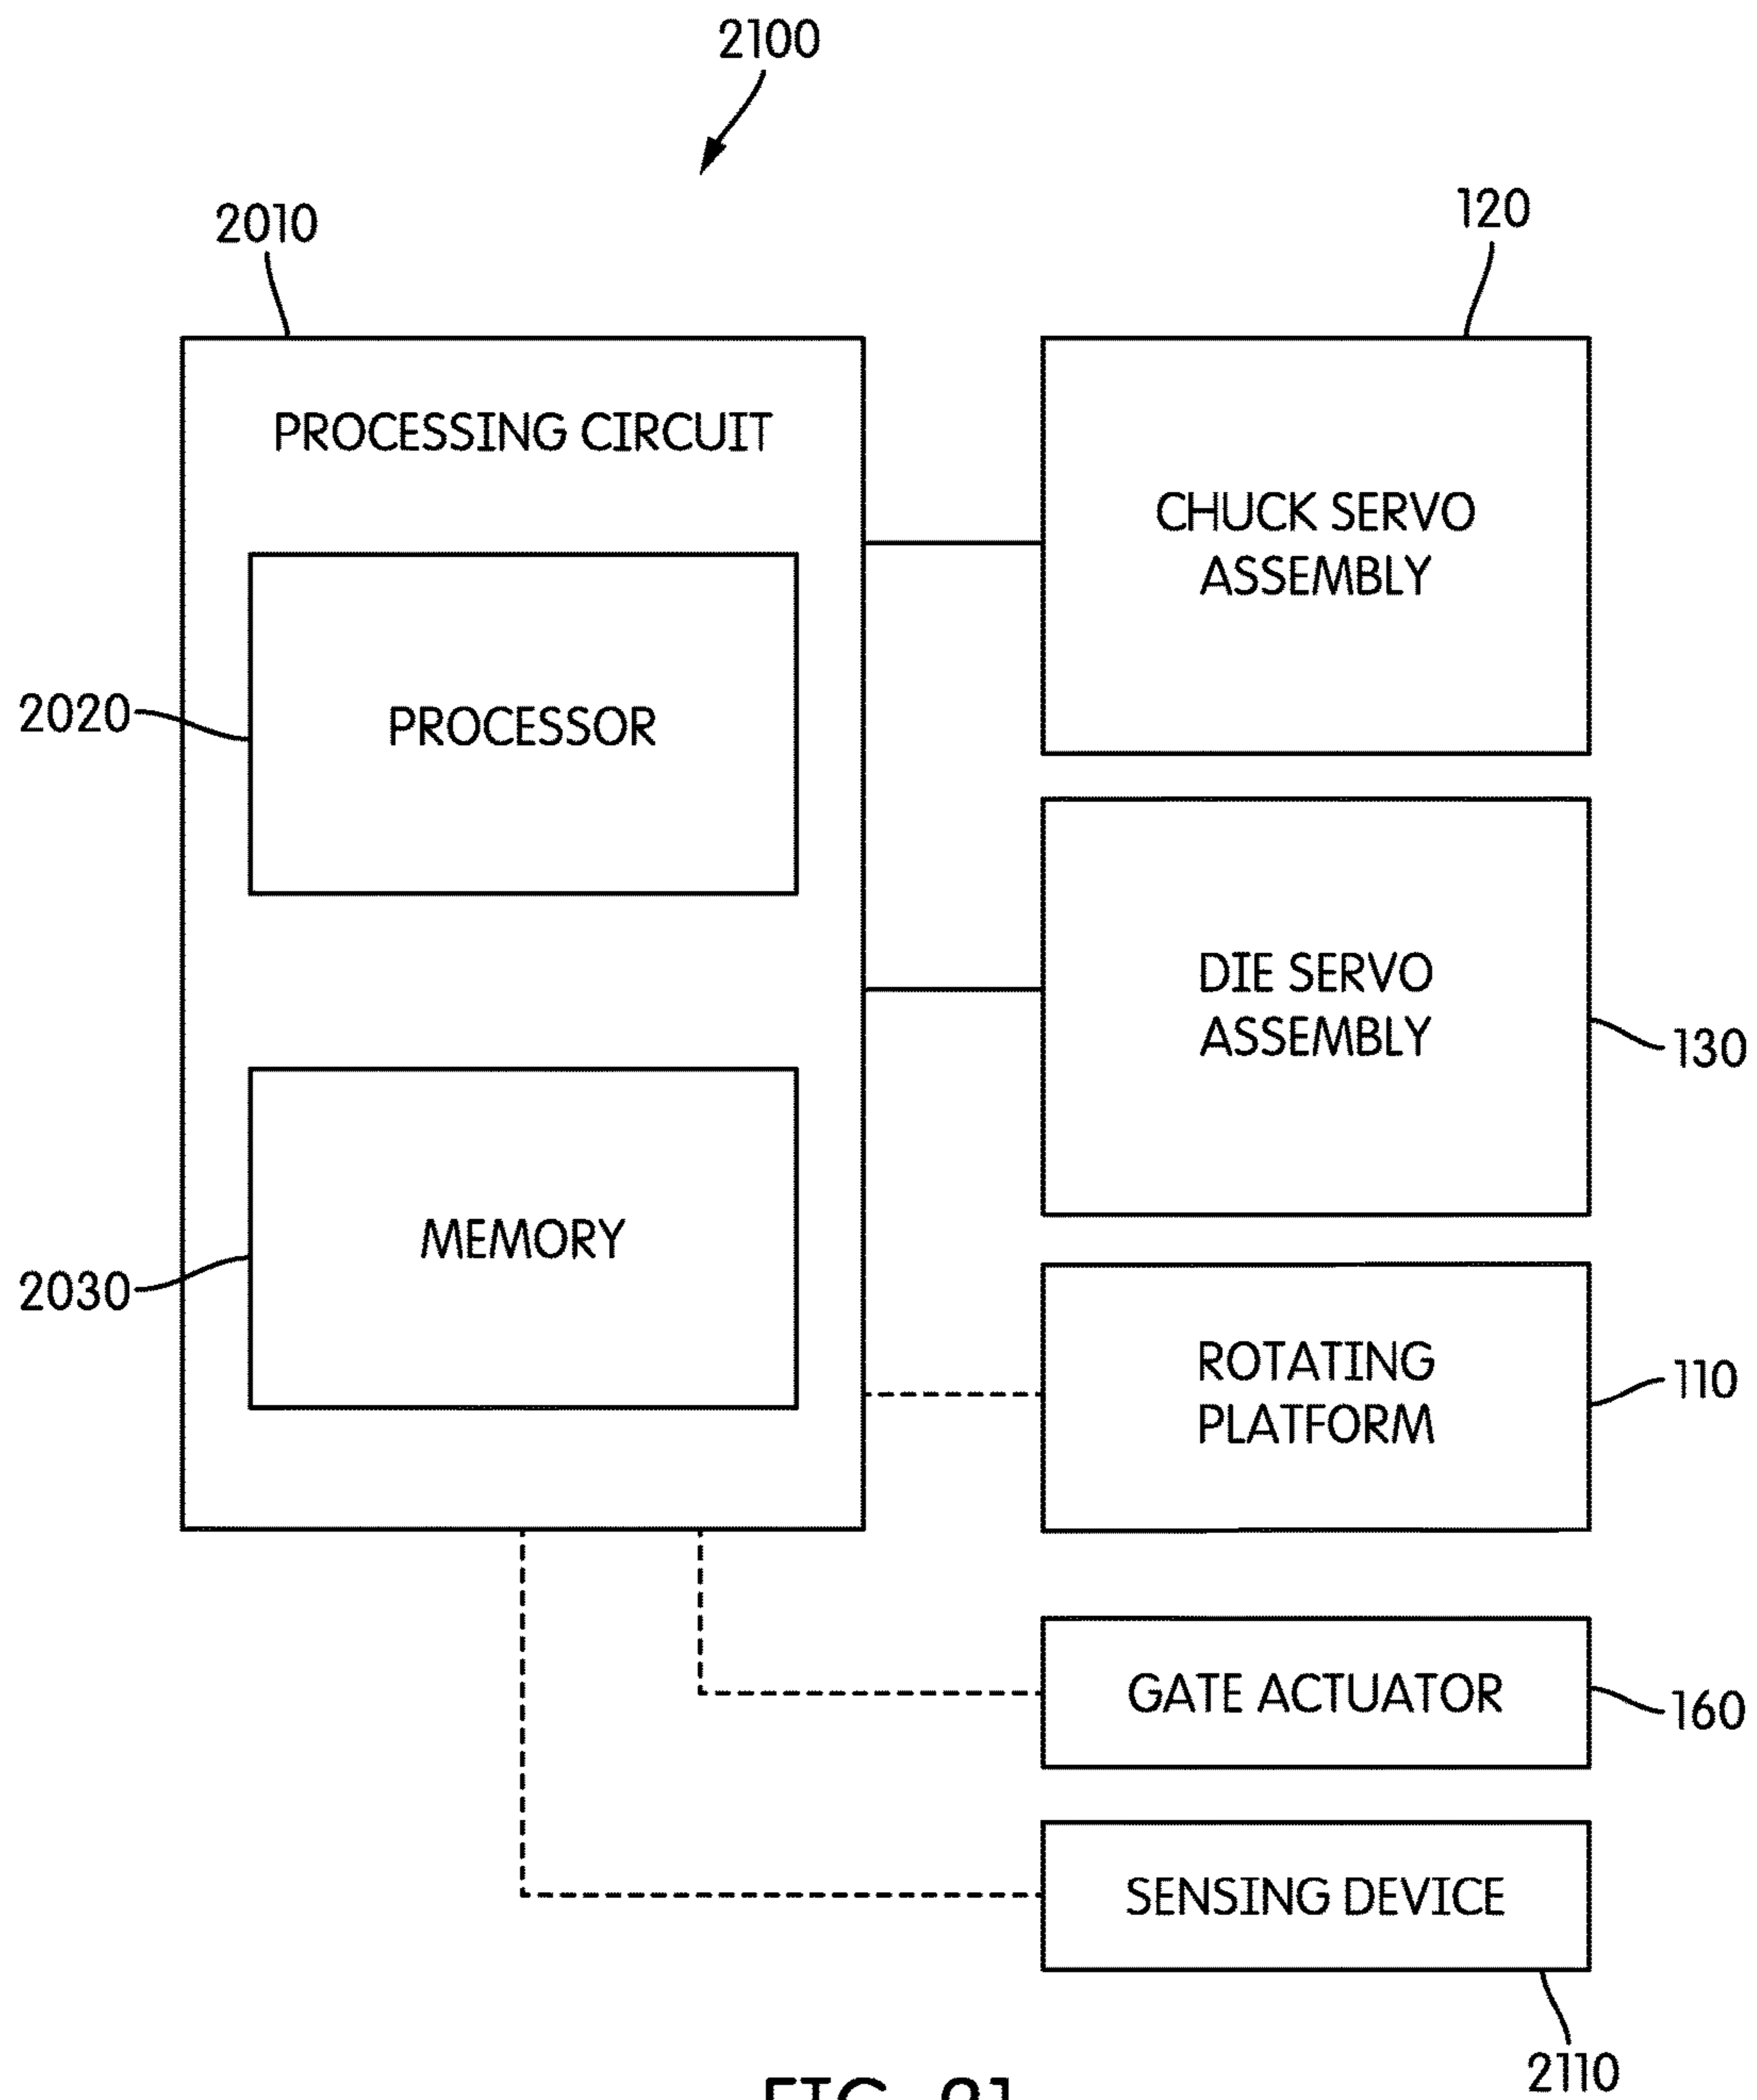 2100
2010
120
PROCESSING CIRCUIT
CHUCK SERVO
ASSEMBLY
2020
PROCESSOR
DIE SERVO
ASSEMBLY
130
MEMORY
2030
ROTATING
PLATFORM
110
GATE ACTUATOR
160
SENSING DEVICE
2110
FIG.